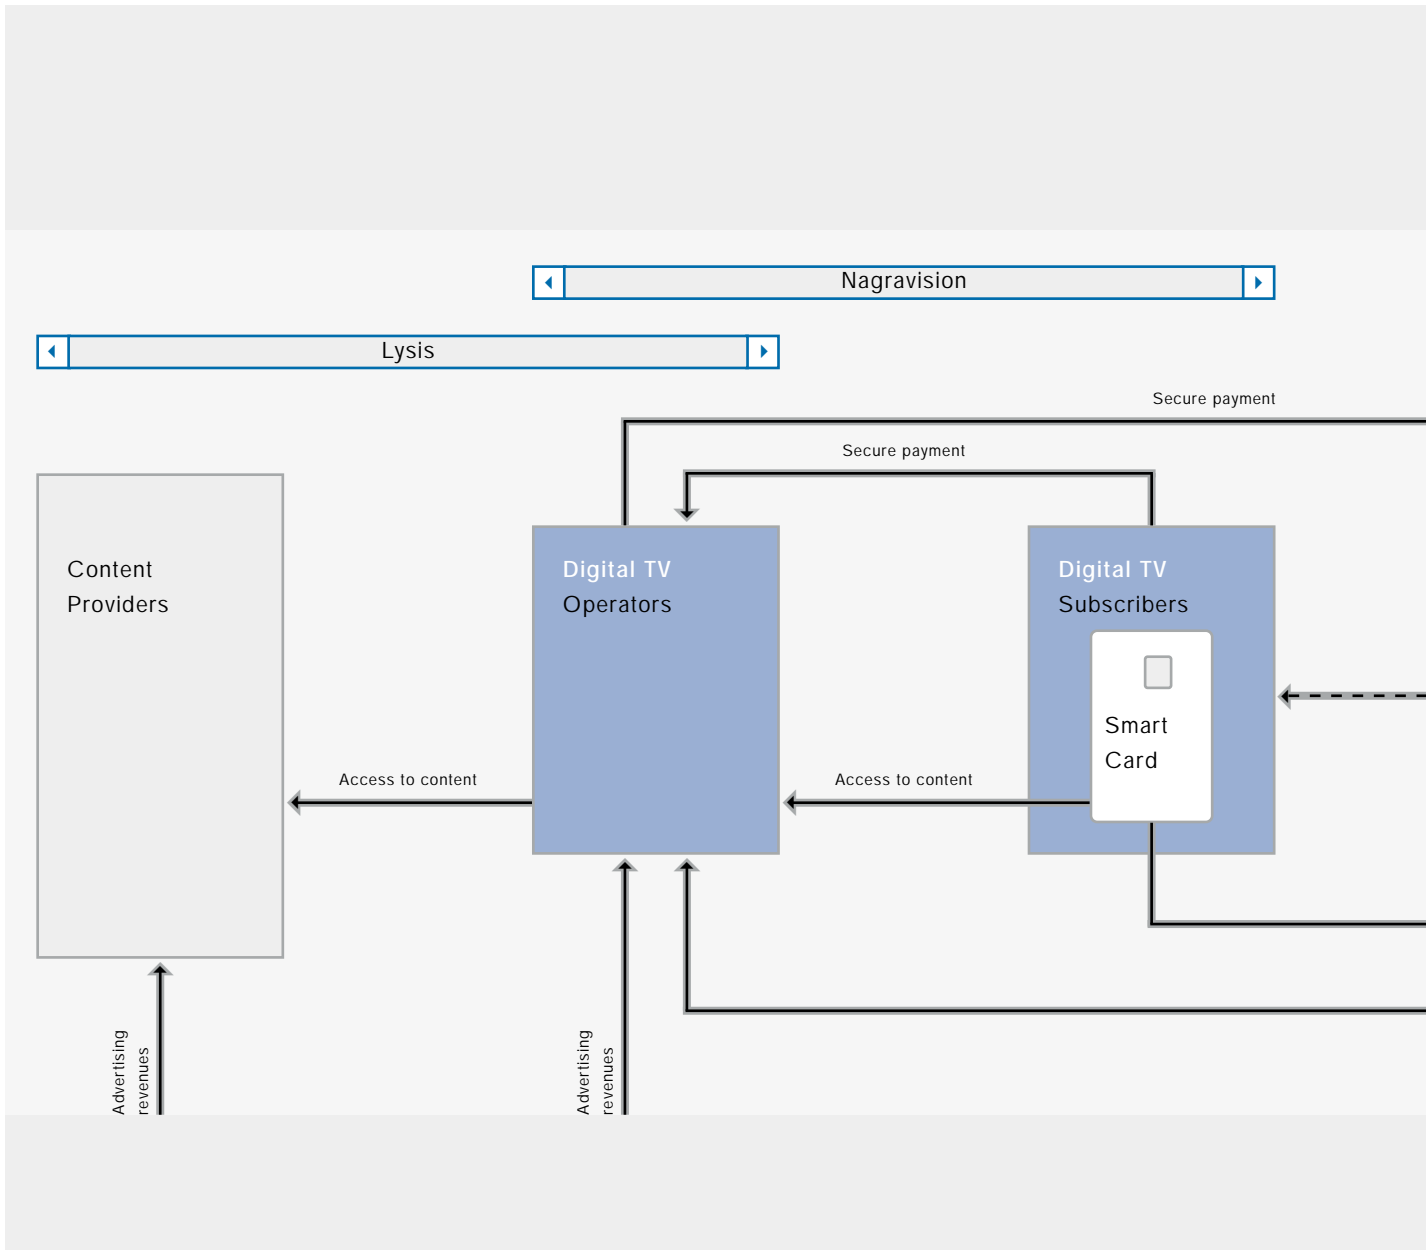 Nagravision
Lysis
Secure payment
Secure payment
Content
Providers
Digital TV
Operators
Digital TV
Subscribers
Smart
Card
Access to content
Access to content
Advertising
revenues
Advertising
revenues